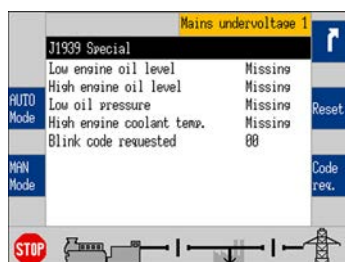 Mains undervoltage 1
J1939 Special
Low engine oil level Missing
High engine oil level Missing
Low oil pressure Missing
High engine coolant temp. Missing
Blink code requested 00
AUTO Mode
Reset
MAN Mode
Code req.
STOP